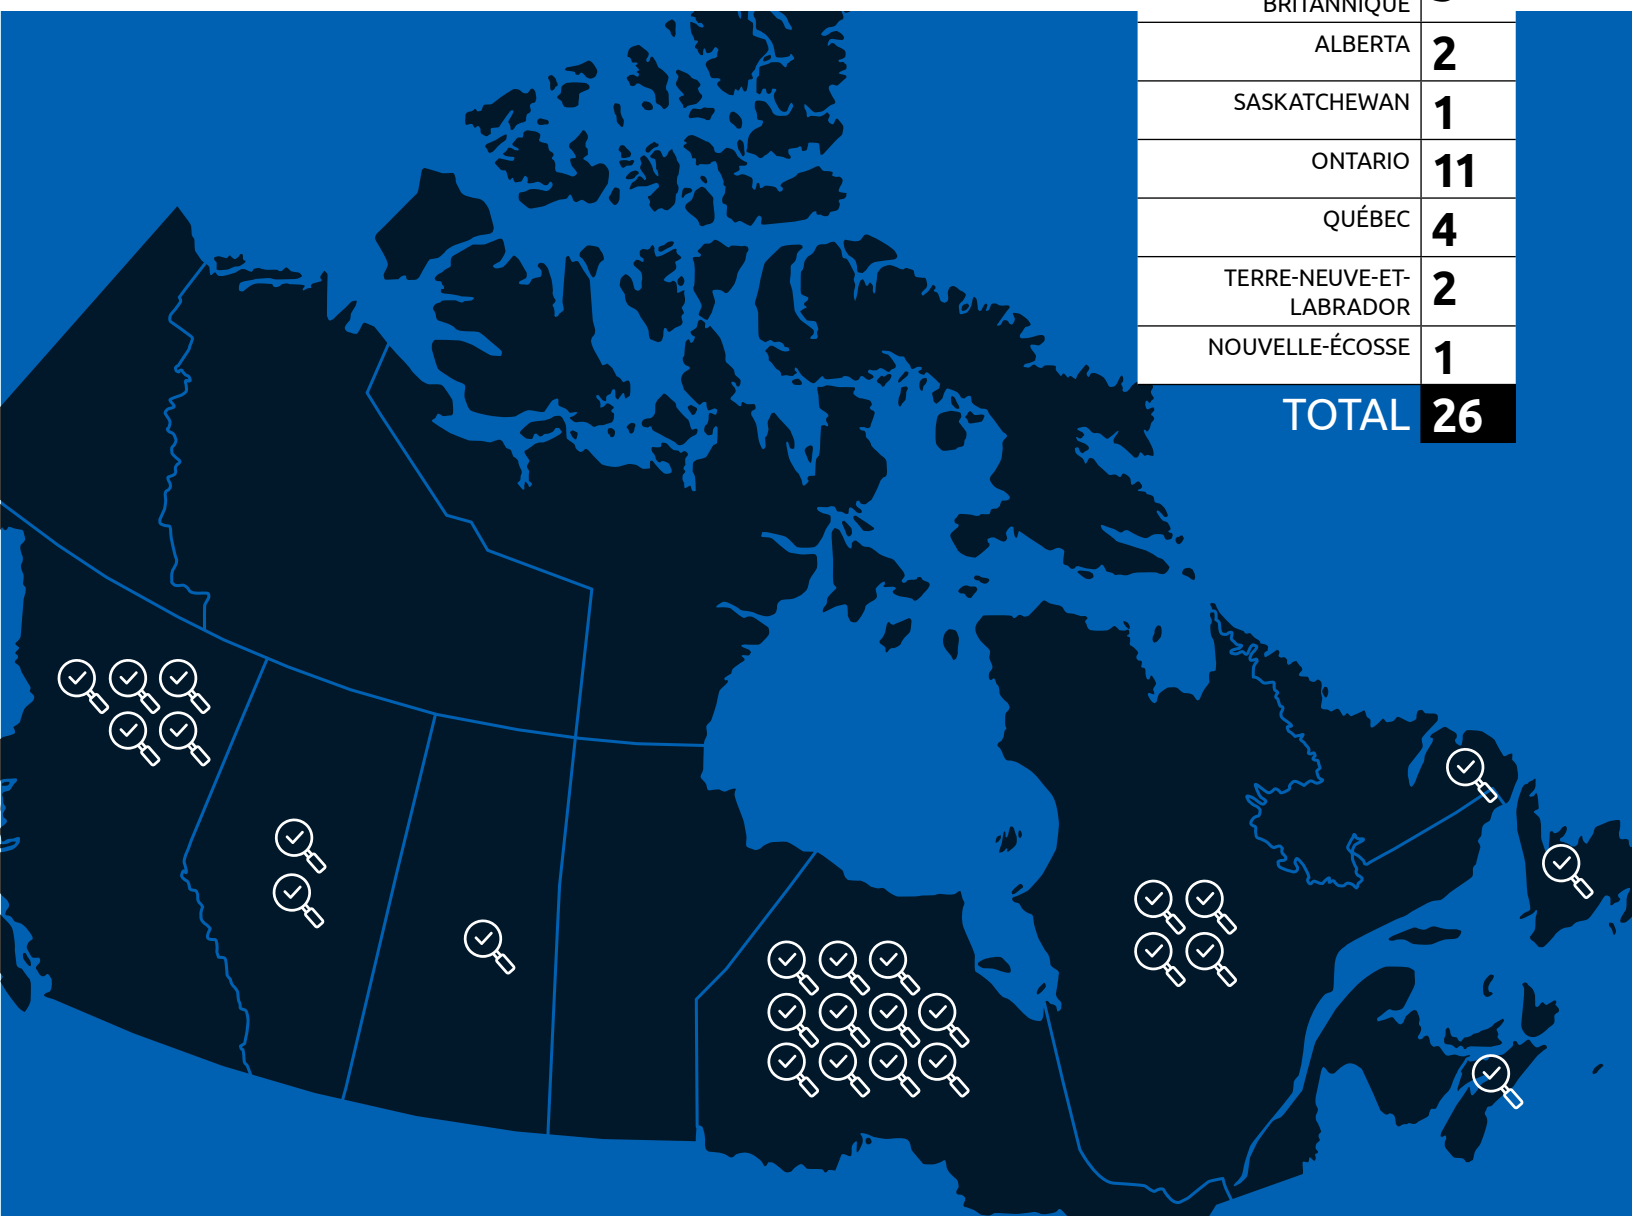 BRITANNIQUE
ALBERTA 2
SASKATCHEWAN 1
ONTARIO 11
QUÉBEC 4
TERRE-NEUVE-ET-
LABRADOR 2
NOUVELLE-ÉCOSSE 1
TOTAL 26